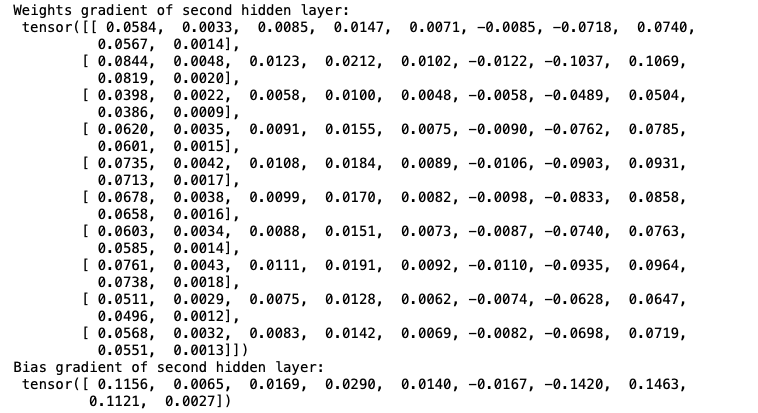 Weights gradient of second hidden layer:
tensor([[ 0.0584,  0.0033,  0.0085,  0.0147,  0.0071, -0.0085, -0.0718,  0.0740,
0.0567,  0.0014],
[ 0.0844,  0.0048,  0.0123,  0.0212,  0.0102, -0.0122, -0.1037,  0.1069,
0.0819,  0.0020],
[ 0.0398,  0.0022,  0.0058,  0.0100,  0.0048, -0.0058, -0.0489,  0.0504,
0.0386,  0.0009],
[ 0.0620,  0.0035,  0.0091,  0.0155,  0.0075, -0.0090, -0.0762,  0.0785,
0.0601,  0.0015],
[ 0.0735,  0.0042,  0.0108,  0.0184,  0.0089, -0.0106, -0.0903,  0.0931,
0.0713,  0.0017],
[ 0.0678,  0.0038,  0.0099,  0.0170,  0.0082, -0.0098, -0.0833,  0.0858,
0.0658,  0.0016],
[ 0.0603,  0.0034,  0.0088,  0.0151,  0.0073, -0.0087, -0.0740,  0.0763,
0.0585,  0.0014],
[ 0.0761,  0.0043,  0.0111,  0.0191,  0.0092, -0.0110, -0.0935,  0.0964,
0.0738,  0.0018],
[ 0.0511,  0.0029,  0.0075,  0.0128,  0.0062, -0.0074, -0.0628,  0.0647,
0.0496,  0.0012],
[ 0.0568,  0.0032,  0.0083,  0.0142,  0.0069, -0.0082, -0.0698,  0.0719,
0.0551,  0.0013]])
Bias gradient of second hidden layer:
tensor([ 0.1156,  0.0065,  0.0169,  0.0290,  0.0140, -0.0167, -0.1420,  0.1463,
0.1121,  0.0027])